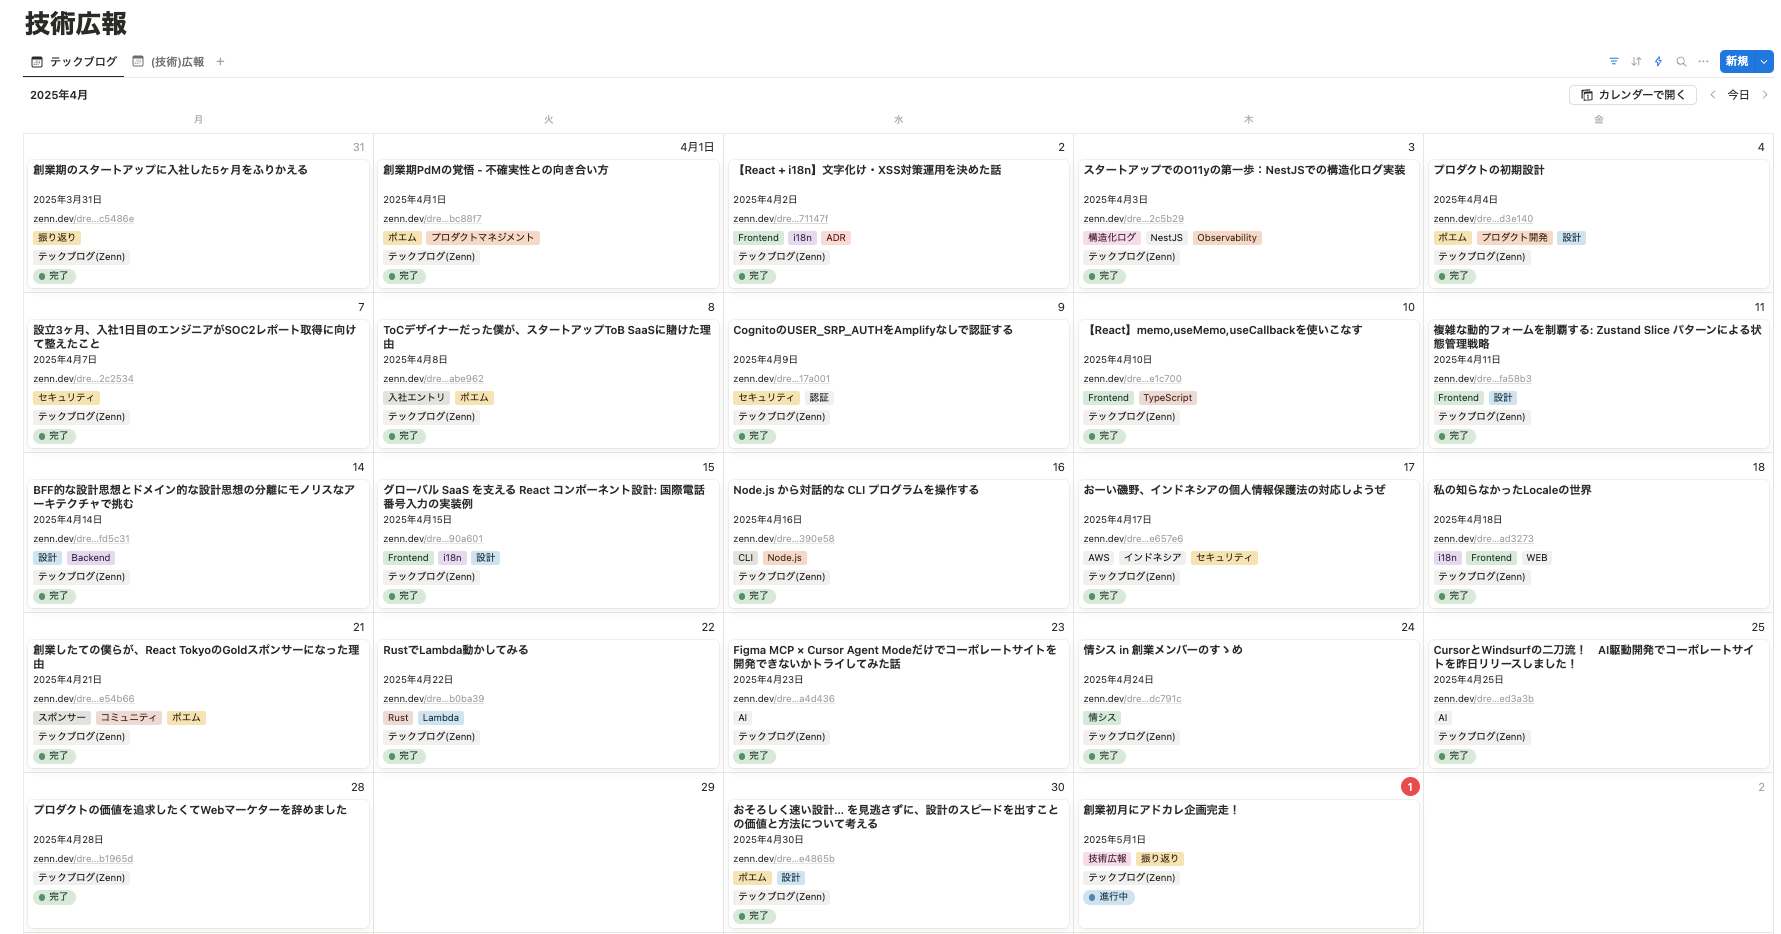 技術広報
テックブログ (技術)広報 + 新規
2025年4月 カレンダーで開く 今日
月 火 水 木 金
31
創業期のスタートアップに入社した5ヶ月をふりかえる
2025年3月31日
zenn.dev/dre...c5486e
振り返り
テックブログ(Zenn)
完了
4月1日
創業期PdMの覚悟 - 不確実性との向き合い方
2025年4月1日
zenn.dev/dre...bc88f7
ポエム プロダクトマネジメント
テックブログ(Zenn)
完了
2
【React + i18n】文字化け・XSS対策運用を決めた話
2025年4月2日
zenn.dev/dre...71147f
Frontend i18n ADR
テックブログ(Zenn)
完了
3
スタートアップでのO11yの第一歩：NestJSでの構造化ログ実装
2025年4月3日
zenn.dev/dre...2c5b29
構造化ログ NestJS Observability
テックブログ(Zenn)
完了
4
プロダクトの初期設計
2025年4月4日
zenn.dev/dre...d3e140
ポエム プロダクト開発 設計
テックブログ(Zenn)
完了
7
設立3ヶ月、入社1日目のエンジニアがSOC2レポート取得に向け
て整えたこと
2025年4月7日
zenn.dev/dre...2c2534
セキュリティ
テックブログ(Zenn)
完了
8
ToCデザイナーだった僕が、スタートアップToB SaaSに賭けた理
由
2025年4月8日
zenn.dev/dre...abe962
入社エントリ ポエム
テックブログ(Zenn)
完了
9
CognitoのUSER_SRP_AUTHをAmplifyなしで認証する
2025年4月9日
zenn.dev/dre...17a001
セキュリティ 認証
テックブログ(Zenn)
完了
10
【React】memo,useMemo,useCallbackを使いこなす
2025年4月10日
zenn.dev/dre...e1c700
Frontend TypeScript
テックブログ(Zenn)
完了
11
複雑な動的フォームを制覇する: Zustand Slice パターンによる状
態管理戦略
2025年4月11日
zenn.dev/dre...fa58b3
Frontend 設計
テックブログ(Zenn)
完了
14
BFF的な設計思想とドメイン的な設計思想の分離にモノリスなア
ーキテクチャで挑む
2025年4月14日
zenn.dev/dre...fd5c31
設計 Backend
テックブログ(Zenn)
完了
15
グローバル SaaS を支える React コンポーネント設計: 国際電話
番号入力の実装例
2025年4月15日
zenn.dev/dre...90a601
Frontend i18n 設計
テックブログ(Zenn)
完了
16
Node.js から対話的な CLI プログラムを操作する
2025年4月16日
zenn.dev/dre...390e58
CLI Node.js
テックブログ(Zenn)
完了
17
おーい磯野、インドネシアの個人情報保護法の対応しようぜ
2025年4月17日
zenn.dev/dre...e657e6
AWS インドネシア セキュリティ
テックブログ(Zenn)
完了
18
私の知らなかったLocaleの世界
2025年4月18日
zenn.dev/dre...ad3273
i18n Frontend WEB
テックブログ(Zenn)
完了
21
創業したての僕らが、React TokyoのGoldスポンサーになった理
由
2025年4月21日
zenn.dev/dre...e54b66
スポンサー コミュニティ ポエム
テックブログ(Zenn)
完了
22
RustでLambda動かしてみる
2025年4月22日
zenn.dev/dre...b0ba39
Rust Lambda
テックブログ(Zenn)
完了
23
Figma MCP × Cursor Agent Modeだけでコーポレートサイトを
開発できないかトライしてみた話
2025年4月23日
zenn.dev/dre...a4d436
AI
テックブログ(Zenn)
完了
24
情シス in 創業メンバーのすゝめ
2025年4月24日
zenn.dev/dre...dc791c
情シス
テックブログ(Zenn)
完了
25
CursorとWindsurfの二刀流！　AI駆動開発でコーポレートサイ
トを昨日リリースしました！
2025年4月25日
zenn.dev/dre...ed3a3b
AI
テックブログ(Zenn)
完了
28
プロダクトの価値を追求したくてWebマーケターを辞めました
2025年4月28日
zenn.dev/dre...b1965d
テックブログ(Zenn)
完了
29
30
おそろしく速い設計... を見逃さずに、設計のスピードを出すこと
の価値と方法について考える
2025年4月30日
zenn.dev/dre...e4865b
ポエム 設計
テックブログ(Zenn)
完了
1
創業初月にアドカレ企画完走！
2025年5月1日
技術広報 振り返り
テックブログ(Zenn)
進行中
2